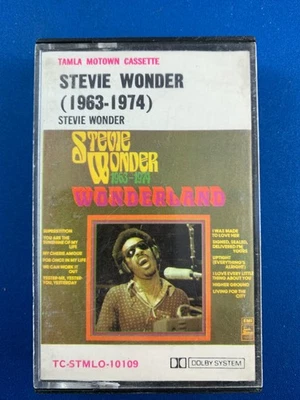 TAMLA MOTOWN CASSETTE
STEVIE WONDER
(1963-1974)
STEVIE WONDER
STEVIE
WONDER
1963-1974
WONDERLAND
SUPERSTITION
YOU ARE THE
SUNSHINE OF MY
LIFE
MY CHERIE AMOUR
FOR ONCE IN MY LIFE
WE CAN WORK IT
OUT
YESTER-ME, YESTER-
YOU, YESTERDAY
I WAS MADE
TO LOVE HER
SIGNED, SEALED,
DELIVERED I'M
YOURS
UPTIGHT
(EVERYTHING'S
ALRIGHT)
I LOVE EVERY LITTLE
THING ABOUT YOU
HIGHER GROUND
LIVING FOR THE
CITY
TC-STMLO-10109
DOLBY SYSTEM